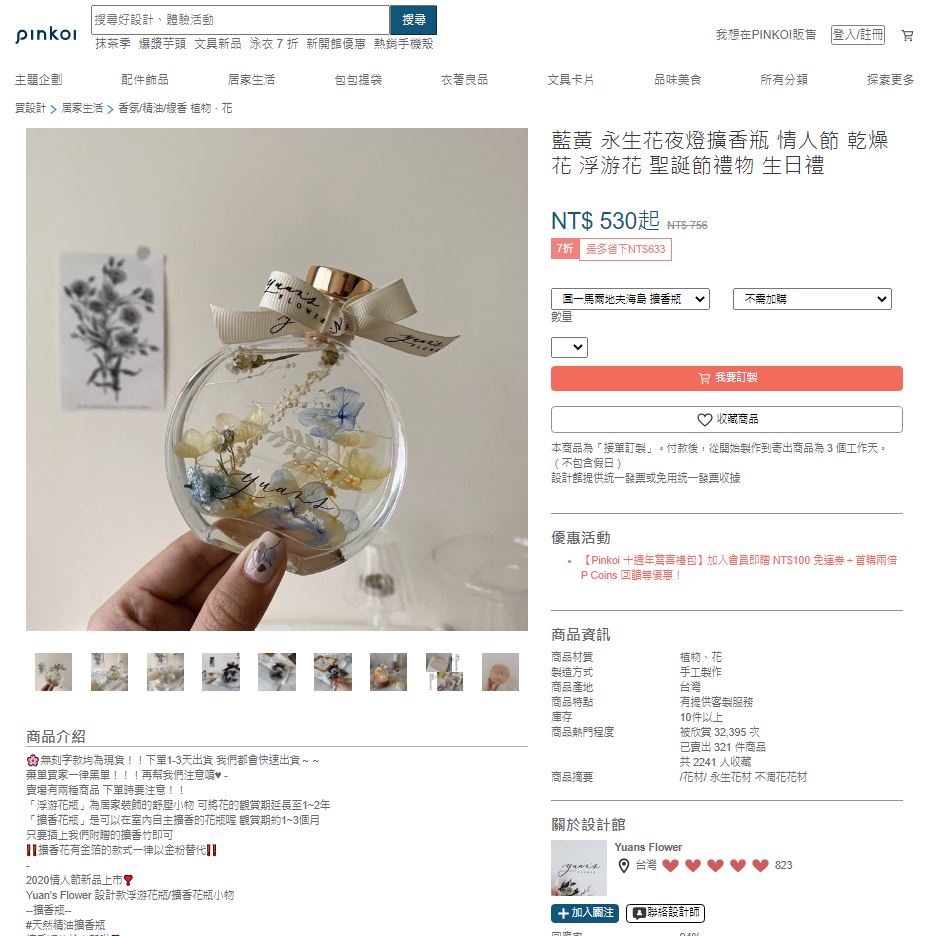 pinkoi
搜尋好設計、體驗活動
搜尋
抹茶季 爆漿芋頭 文具新品 泳衣 7 折 新開館優惠 熱銷手機殼
我想在PINKOI販售
登入/註冊
主題企劃 配件飾品 居家生活 包包提袋 衣著良品 文具卡片 品味美食 所有分類 探索更多
買設計 > 居家生活 > 香氛/精油/線香 植物．花
藍黃 永生花夜燈擴香瓶 情人節 乾燥
花 浮游花 聖誕節禮物 生日禮
NT$ 530起 NT$ 756
7折 最多省下NT$633
圓一馬爾地夫海島 擴香瓶
不需加購
數量
我要訂製
收藏商品
本商品為「接單訂製」。付款後，從開始製作到寄出商品為 3 個工作天。
（不包含假日）
設計館提供統一發票或免用統一發票收據
優惠活動
【Pinkoi 十週年驚喜禮包】加入會員即贈 NT$100 免運券＋首購兩倍
P Coins 回饋等優惠！
商品資訊
商品材質 植物、花
製造方式 手工製作
商品產地 台灣
商品特點 有提供客製服務
庫存 10件以上
商品熱門程度 被欣賞 32,395 次
已賣出 321 件商品
共 2241 人收藏
商品摘要 /花材/ 永生花材 不凋花花材
關於設計館
Yuans Flower
台灣 823
加入關注
聯絡設計師
94%
yuan's
FLOWER
yuan's
FLOWER
Yuan's
商品介紹
🌸無刻字款均為現貨！！下單1-3天出貨 我們都會快速出貨～～
棄單買家一律黑單！！！再幫我們注意唷♥ -
賣場有兩種商品 下單時要注意！！
「浮游花瓶」為居家裝飾的舒壓小物 可將花的觀賞期延長至1~2年
「擴香花瓶」是可以在室內自主擴香的花瓶喔 觀賞期約1~3個月
只要插上我們附贈的擴香竹即可
‼️擴香花有金箔的款式一律以金粉替代‼️
-
2020情人節新品上市❣️
Yuan's Flower 設計款浮游花瓶/擴香花瓶小物
--擴香瓶--
#天然精油擴香瓶